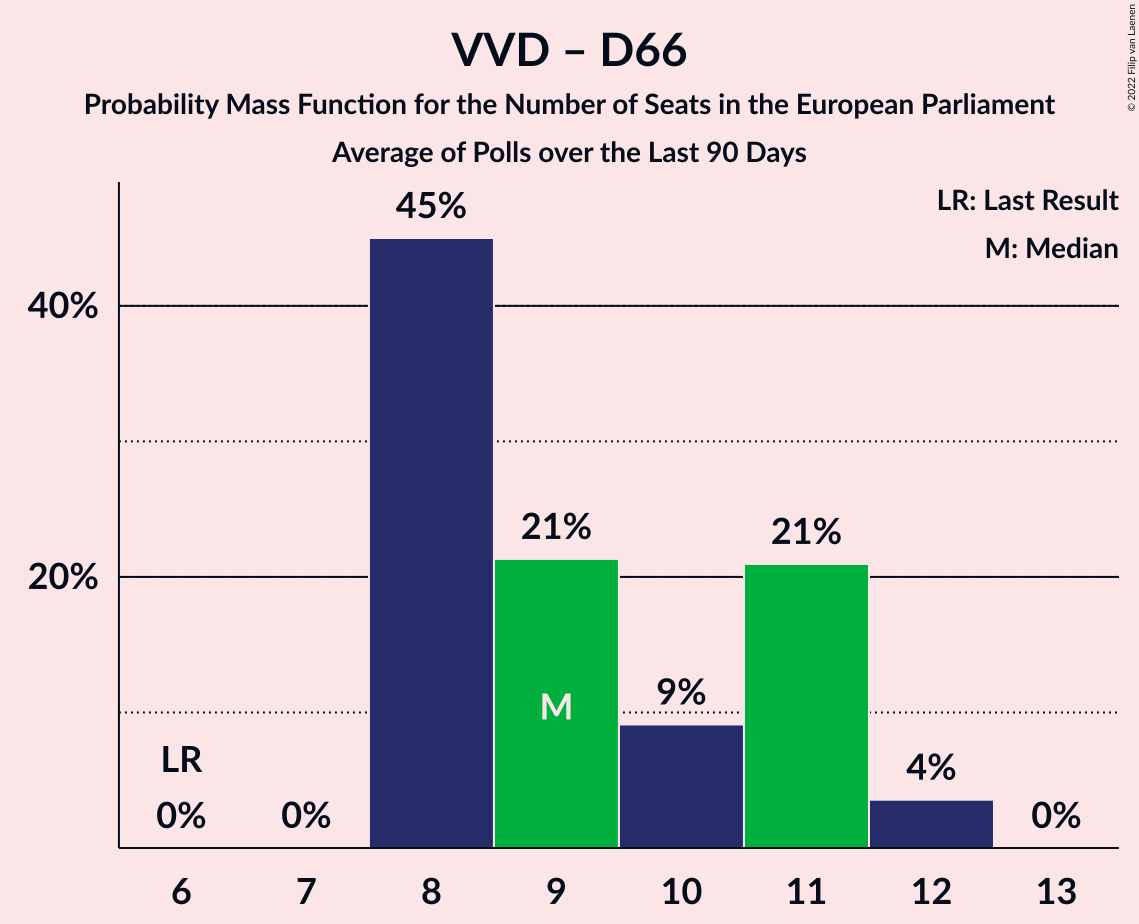 VVD – D66
Probability Mass Function for the Number of Seats in the European Parliament
Average of Polls over the Last 90 Days
© 2022 Filip van Laenen
LR: Last Result
M: Median
45%
40%
21%
21%
20%
9%
M
LR
4%
0%
0%
0%
6 7 8 9 10 11 12 13